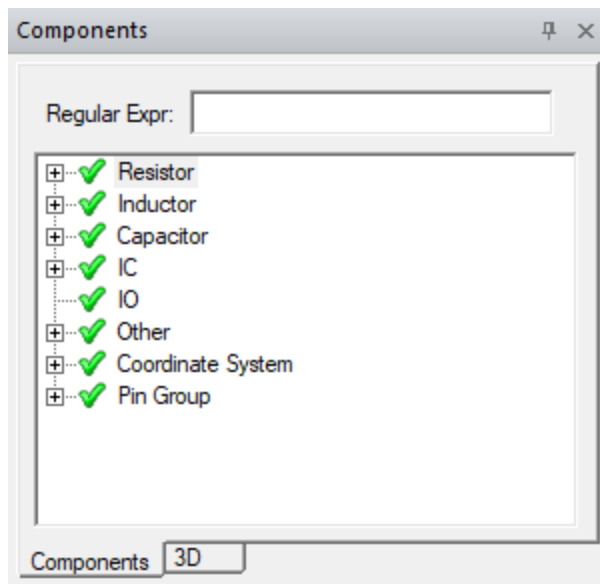 Components
Regular Expr:
Resistor
Inductor
Capacitor
IC
IO
Other
Coordinate System
Pin Group
Components 3D